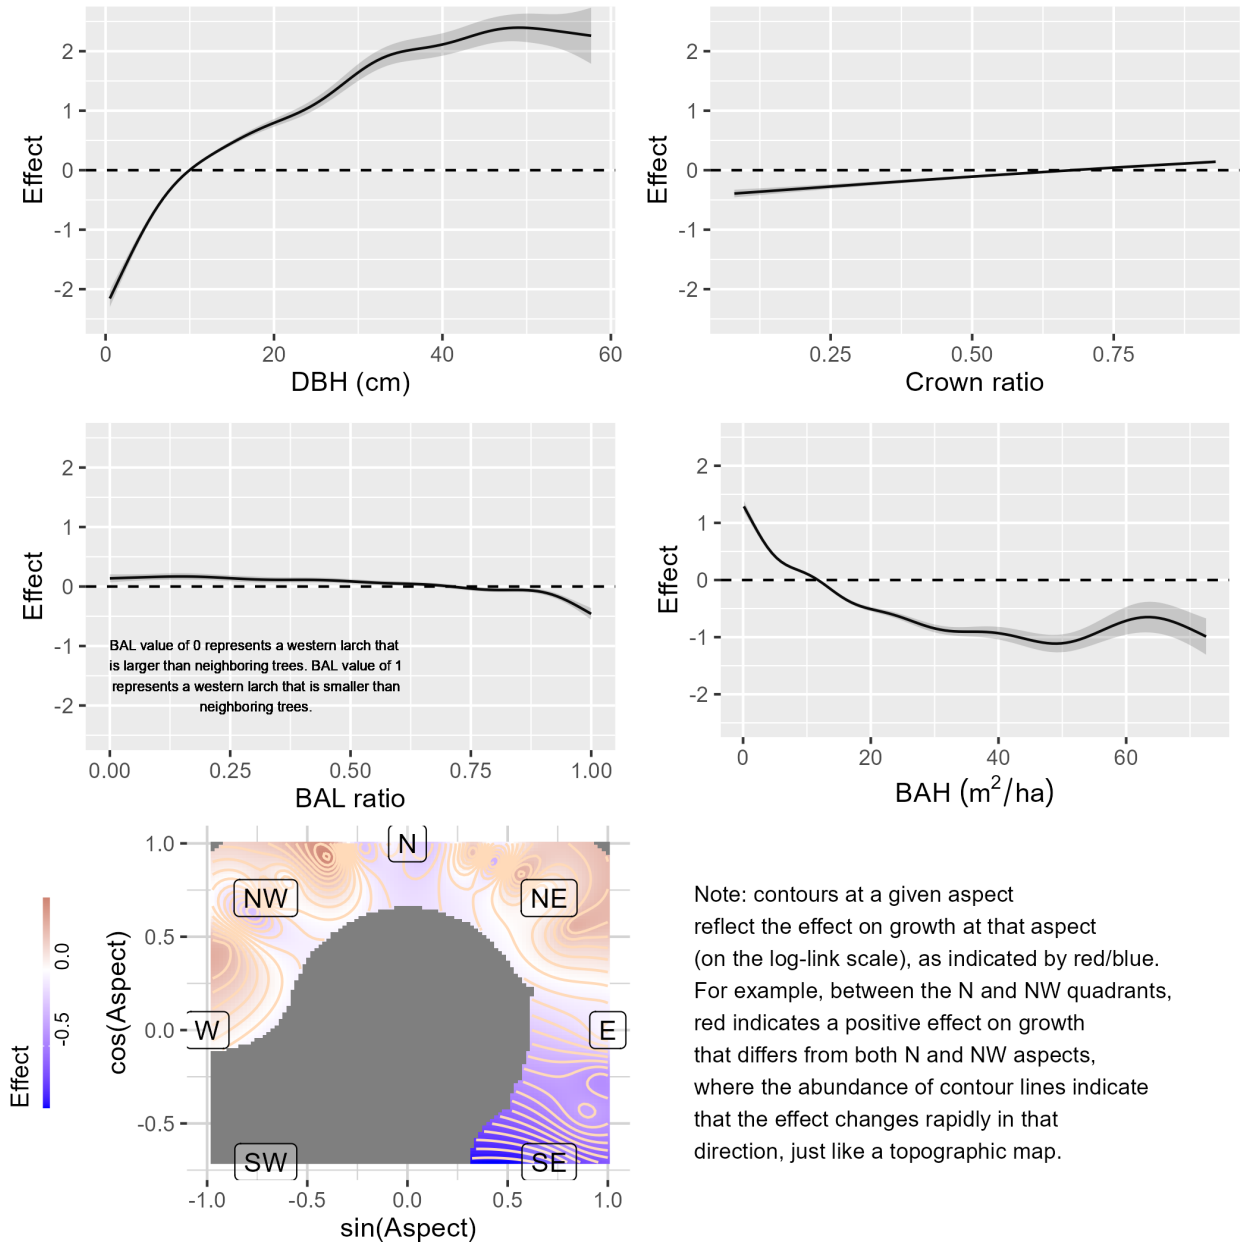 2
1
0
-1
-2
Effect
0
20
40
60
DBH (cm)
2
1
0
-1
-2
Effect
0.25
0.50
0.75
Crown ratio
2
1
0
-1
-2
Effect
BAL value of 0 represents a western larch that
is larger than neighboring trees. BAL value of 1
represents a western larch that is smaller than
neighboring trees.
0.00
0.25
0.50
0.75
1.00
BAL ratio
2
1
0
-1
-2
Effect
0
20
40
60
BAH (m²/ha)
Effect
0.0
-0.5
1.0
0.5
0.0
-0.5
cos(Aspect)
N
NW
NE
W
E
SW
SE
-1.0
-0.5
0.0
0.5
1.0
sin(Aspect)
Note: contours at a given aspect
reflect the effect on growth at that aspect
(on the log-link scale), as indicated by red/blue.
For example, between the N and NW quadrants,
red indicates a positive effect on growth
that differs from both N and NW aspects,
where the abundance of contour lines indicate
that the effect changes rapidly in that
direction, just like a topographic map.